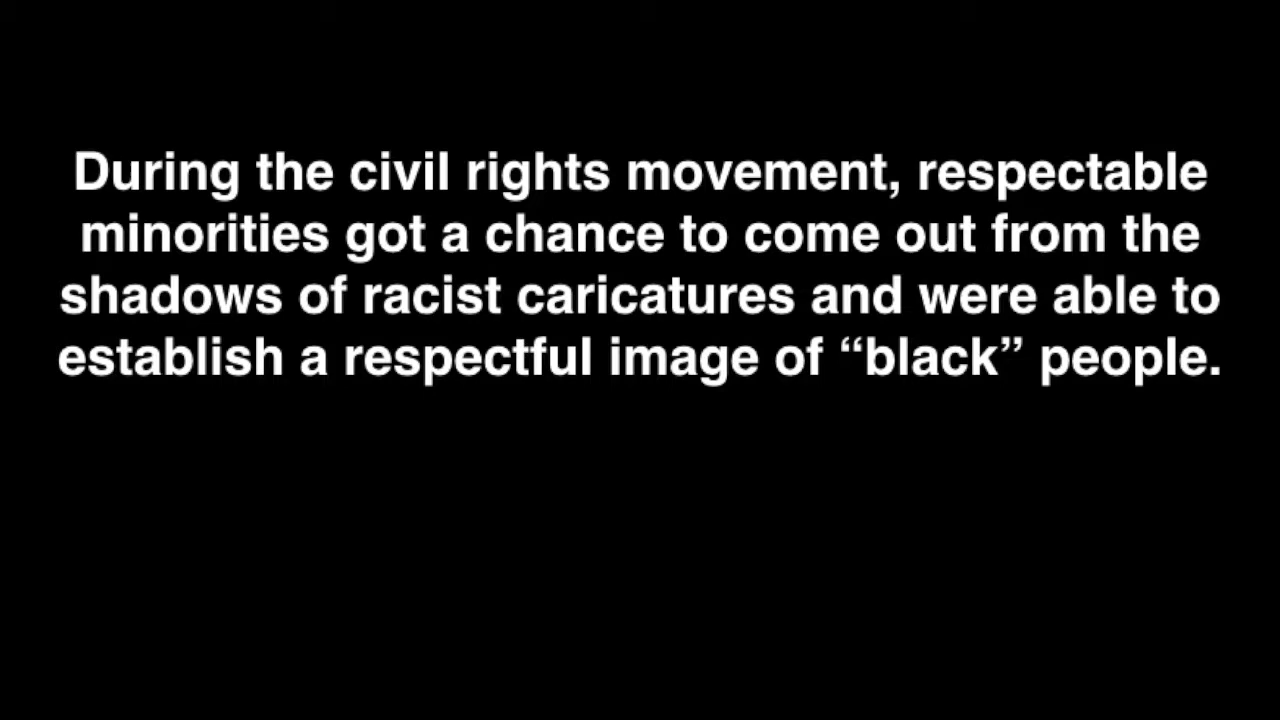 During the civil rights movement, respectable
minorities got a chance to come out from the
shadows of racist caricatures and were able to
establish a respectful image of “black” people.